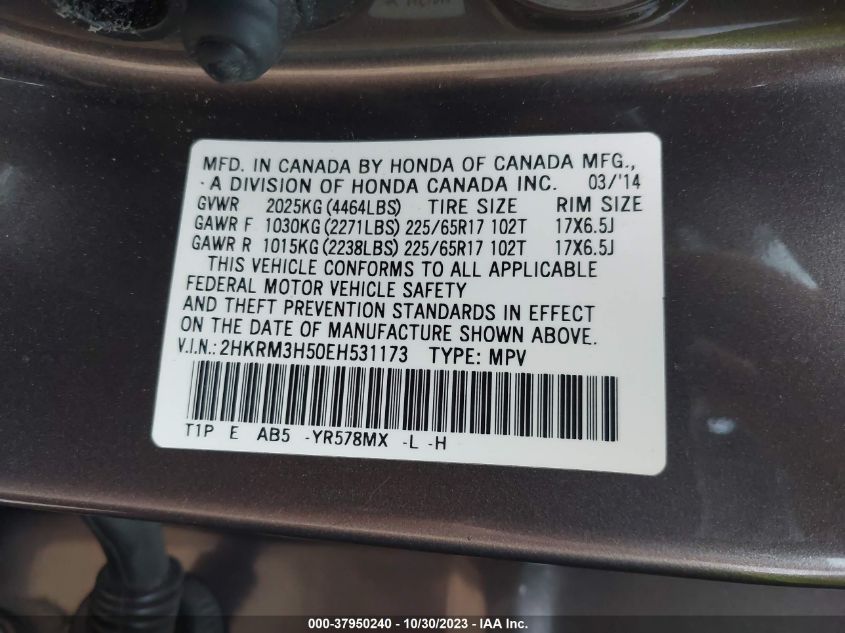 MFD. IN CANADA BY HONDA OF CANADA MFG.,
A DIVISION OF HONDA CANADA INC. 03/'14
GVWR 2025KG(4464LBS) TIRE SIZE RIM SIZE
GAWR F 1030KG(2271LBS) 225/65R17 102T 17X6.5J
GAWR R 1015KG(2238LBS) 225/65R17 102T 17X6.5J
THIS VEHICLE CONFORMS TO ALL APPLICABLE
FEDERAL MOTOR VEHICLE SAFETY
AND THEFT PREVENTION STANDARDS IN EFFECT
ON THE DATE OF MANUFACTURE SHOWN ABOVE.
V.I.N.: 2HKRM3H50EH531173 TYPE: MPV
T1P E AB5 -YR578MX -L -H
000-37950240 - 10/30/2023 - IAA Inc.